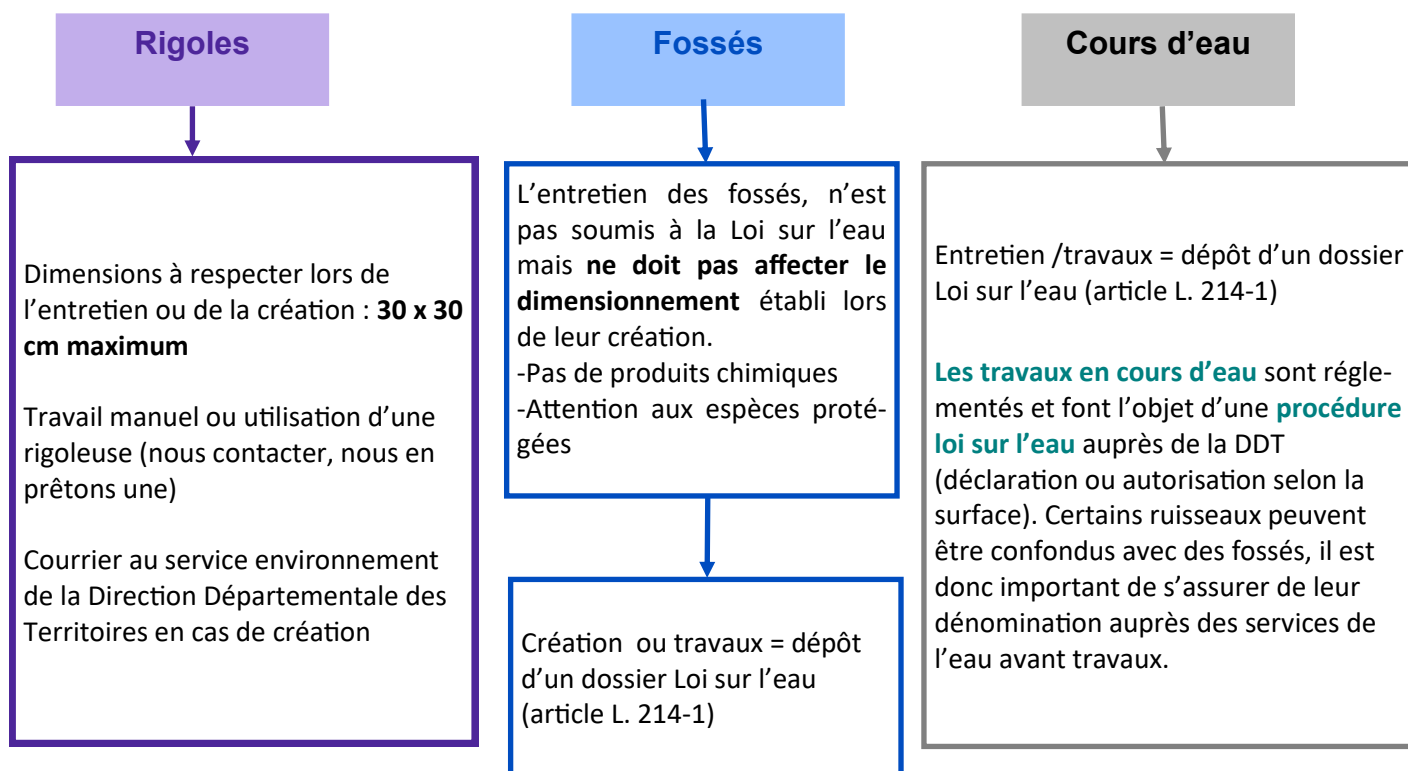 Rigoles
Dimensions à respecter lors de
l’entretien ou de la création : 30 x 30
cm maximum
Travail manuel ou utilisation d’une
rigoleuse (nous contacter, nous en
prêtons une)
Courrier au service environnement
de la Direction Départementale des
Territoires en cas de création
Fossés
L’entretien des fossés, n’est
pas soumis à la Loi sur l’eau
mais ne doit pas affecter le
dimensionnement établi lors
de leur création.
-Pas de produits chimiques
-Attention aux espèces proté-
gées
Création ou travaux = dépôt
d’un dossier Loi sur l’eau
(article L. 214-1)
Cours d’eau
Entretien /travaux = dépôt d’un dossier
Loi sur l’eau (article L. 214-1)
Les travaux en cours d’eau sont régle-
mentés et font l’objet d’une procédure
loi sur l’eau auprès de la DDT
(déclaration ou autorisation selon la
surface). Certains ruisseaux peuvent
être confondus avec des fossés, il est
donc important de s’assurer de leur
dénomination auprès des services de
l’eau avant travaux.